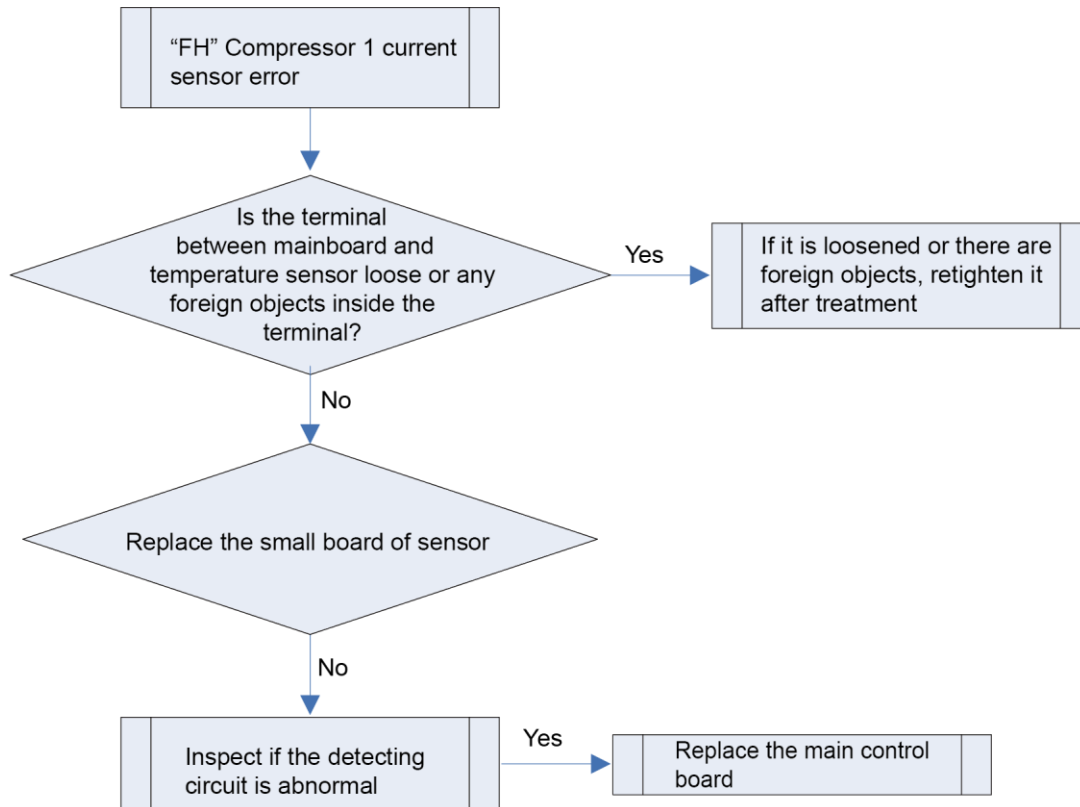 “FH” Compressor 1 current
sensor error
Is the terminal
between mainboard and
temperature sensor loose or any
foreign objects inside the
terminal?
Yes
If it is loosened or there are
foreign objects, retighten it
after treatment
No
Replace the small board of sensor
No
Inspect if the detecting
circuit is abnormal
Yes
Replace the main control
board